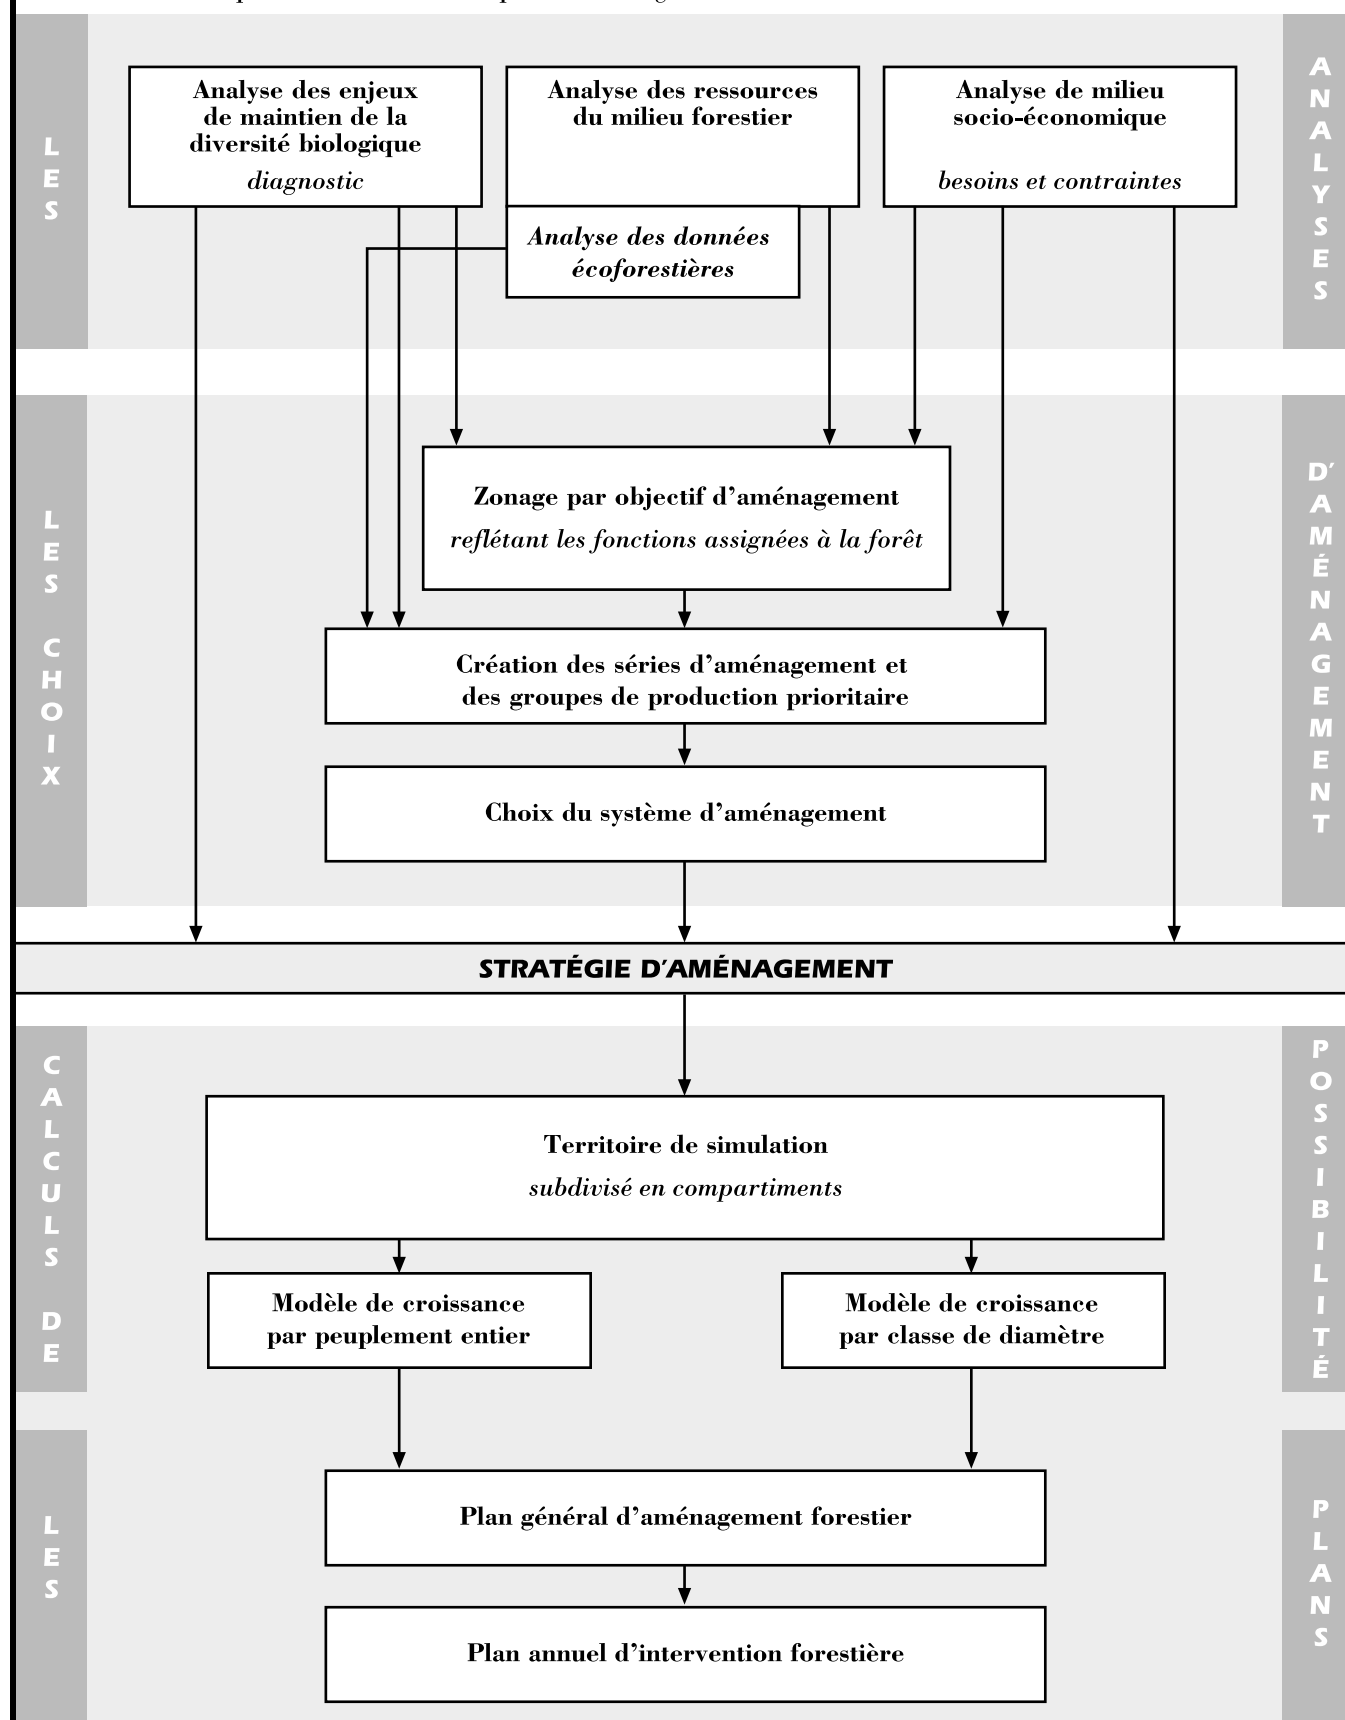 LES
ANALYSES
Analyse des enjeux
de maintien de la
diversité biologique
diagnostic
Analyse des ressources
du milieu forestier
Analyse de milieu
socio-économique
besoins et contraintes
Analyse des données
écoforestières
LES CHOIX
D'AMÉNAGEMENT
Zonage par objectif d'aménagement
reflétant les fonctions assignées à la forêt
Création des séries d'aménagement et
des groupes de production prioritaire
Choix du système d'aménagement
STRATÉGIE D'AMÉNAGEMENT
CALCULS DE
POSSIBILITÉ
Territoire de simulation
subdivisé en compartiments
Modèle de croissance
par peuplement entier
Modèle de croissance
par classe de diamètre
LES
PLANS
Plan général d'aménagement forestier
Plan annuel d'intervention forestière